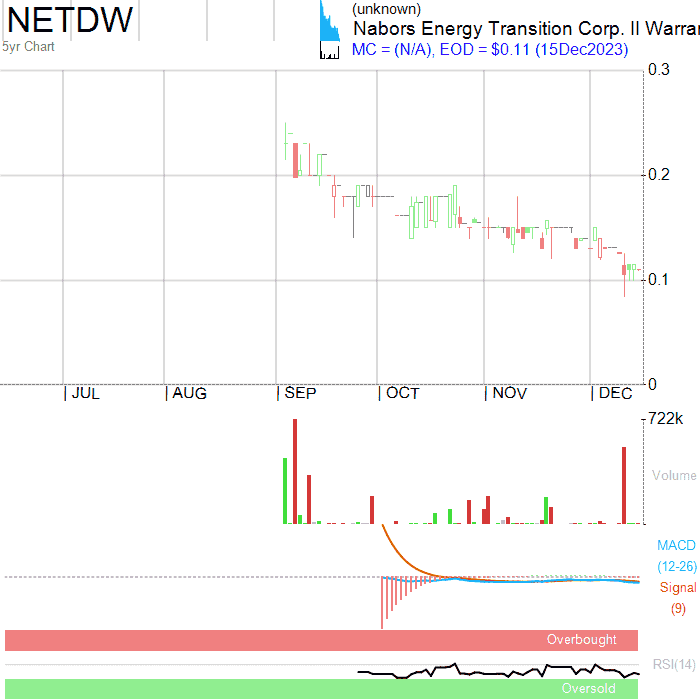 NETDW
5yr Chart
(unknown)
Nabors Energy Transition Corp. II Warra
MC = (N/A), EOD = $0.11 (15Dec2023)
0.3
0.2
0.1
0
JUL
AUG
SEP
OCT
NOV
DEC
722k
Volume
MACD
(12-26)
Signal
(9)
Overbought
RSI(14)
Oversold